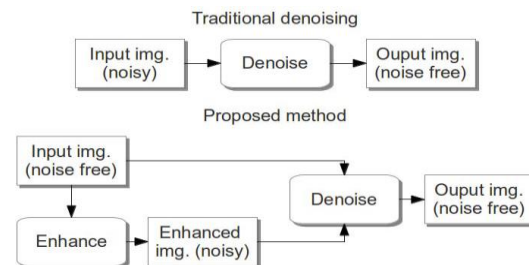 Traditional denoising
Input img.
(noisy)
Denoise
Ouput img.
(noise free)
Proposed method
Input img.
(noise free)
Denoise
Ouput img.
(noise free)
Enhance
Enhanced
img. (noisy)